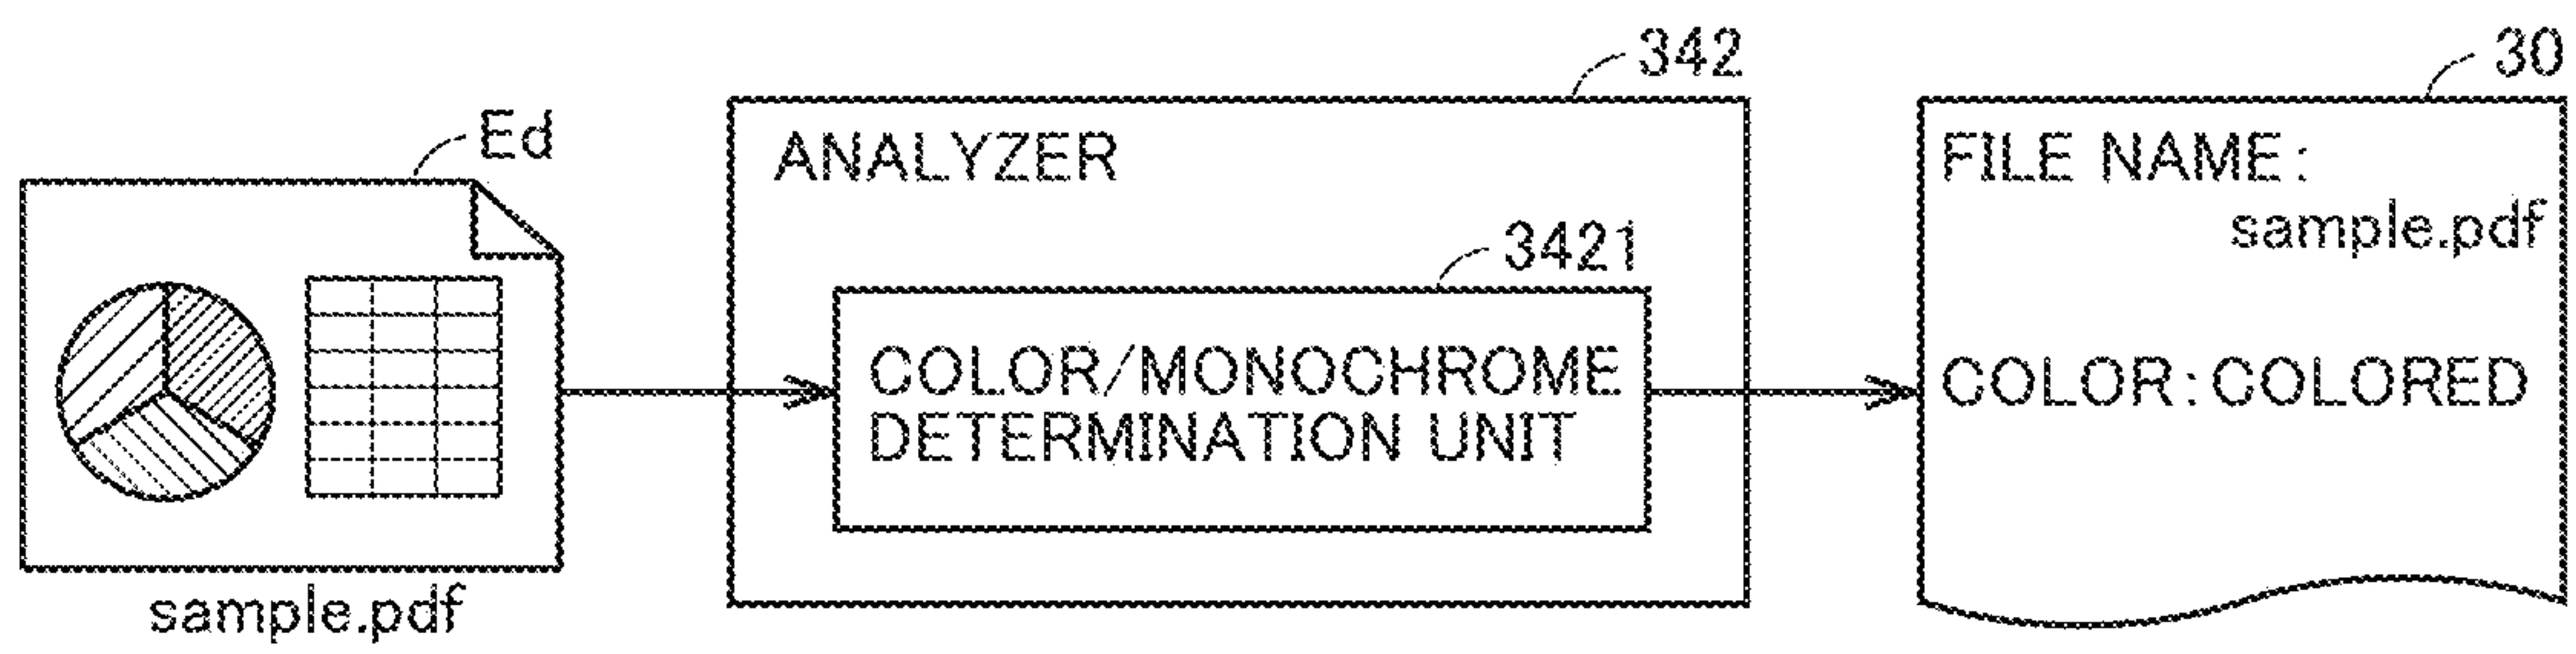 Ed
sample.pdf
342
ANALYZER
3421
COLOR/MONOCHROME
DETERMINATION UNIT
30
FILE NAME:
sample.pdf
COLOR: COLORED